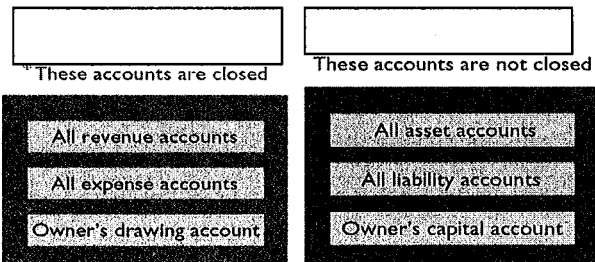 These accounts are closed
All revenue accounts
All expense accounts
Owner's drawing account
These accounts are not closed
All asset accounts
All liability accounts
Owner's capital account